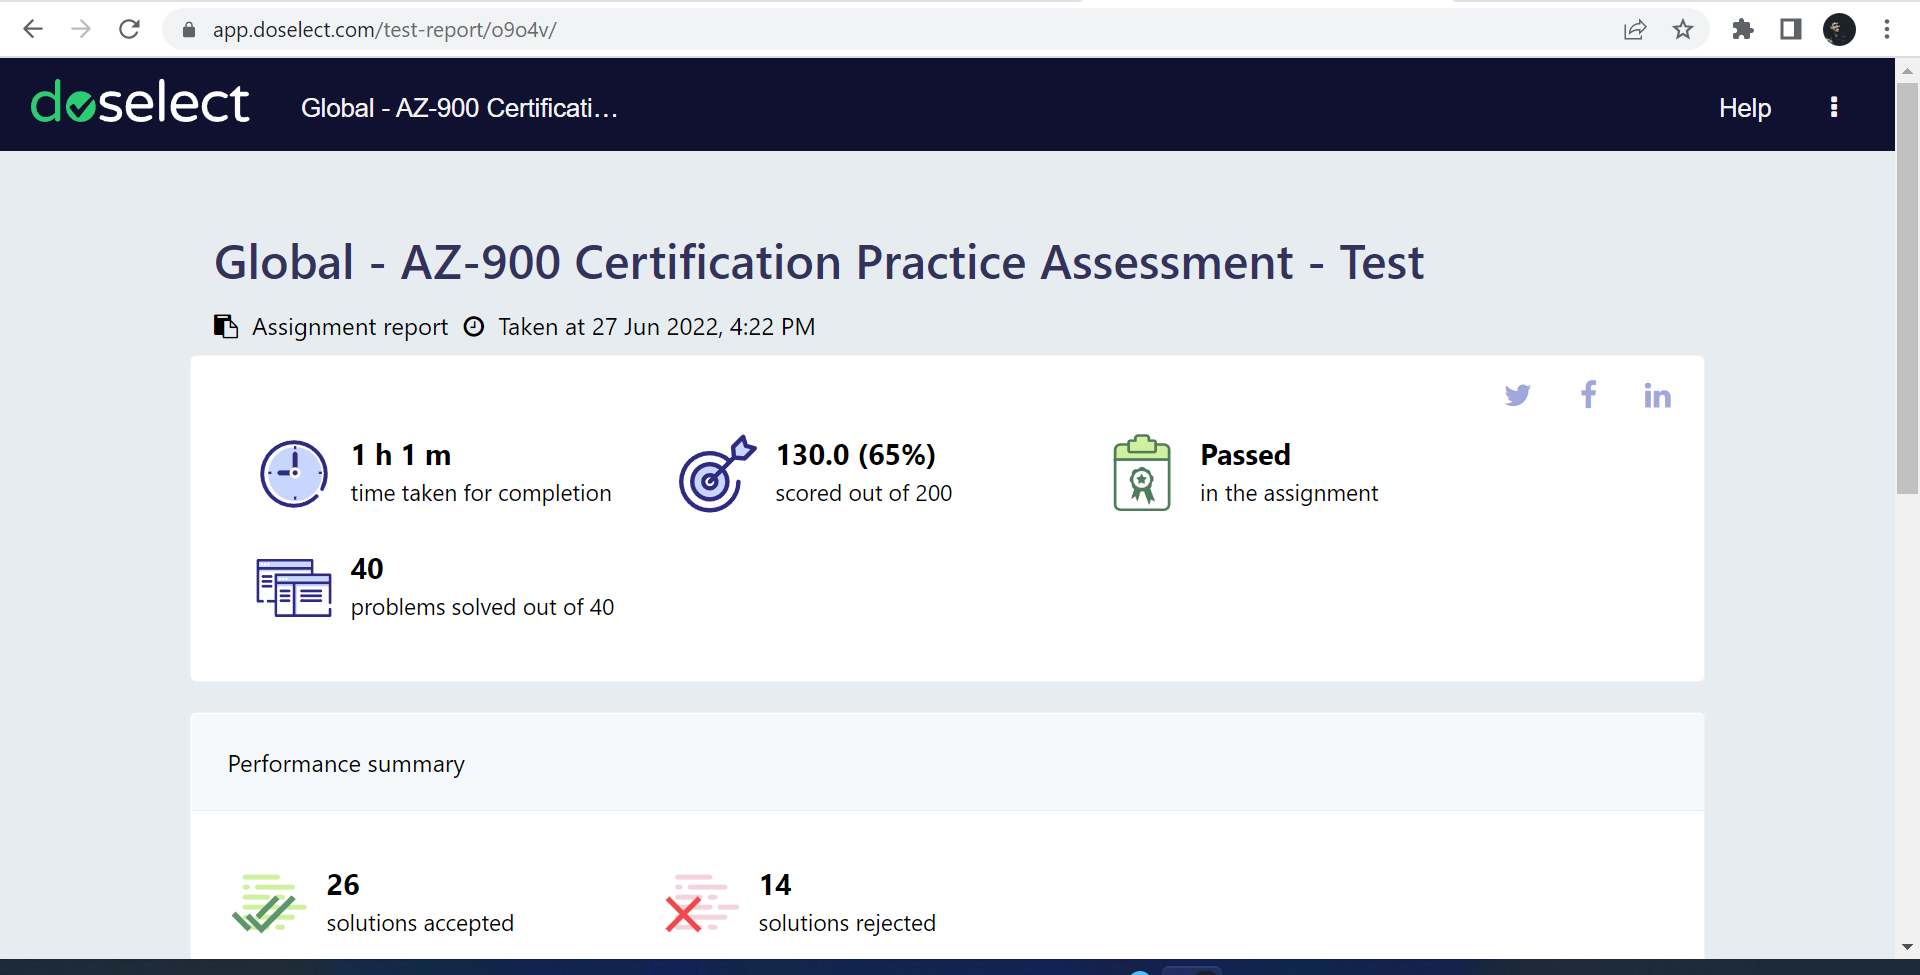 app.doselect.com/test-report/o9o4v/
doselect
Global - AZ-900 Certificati...
Help
Global - AZ-900 Certification Practice Assessment - Test
Assignment report Taken at 27 Jun 2022, 4:22 PM
1 h 1 m
time taken for completion
130.0 (65%)
scored out of 200
Passed
in the assignment
40
problems solved out of 40
Performance summary
26
solutions accepted
14
solutions rejected